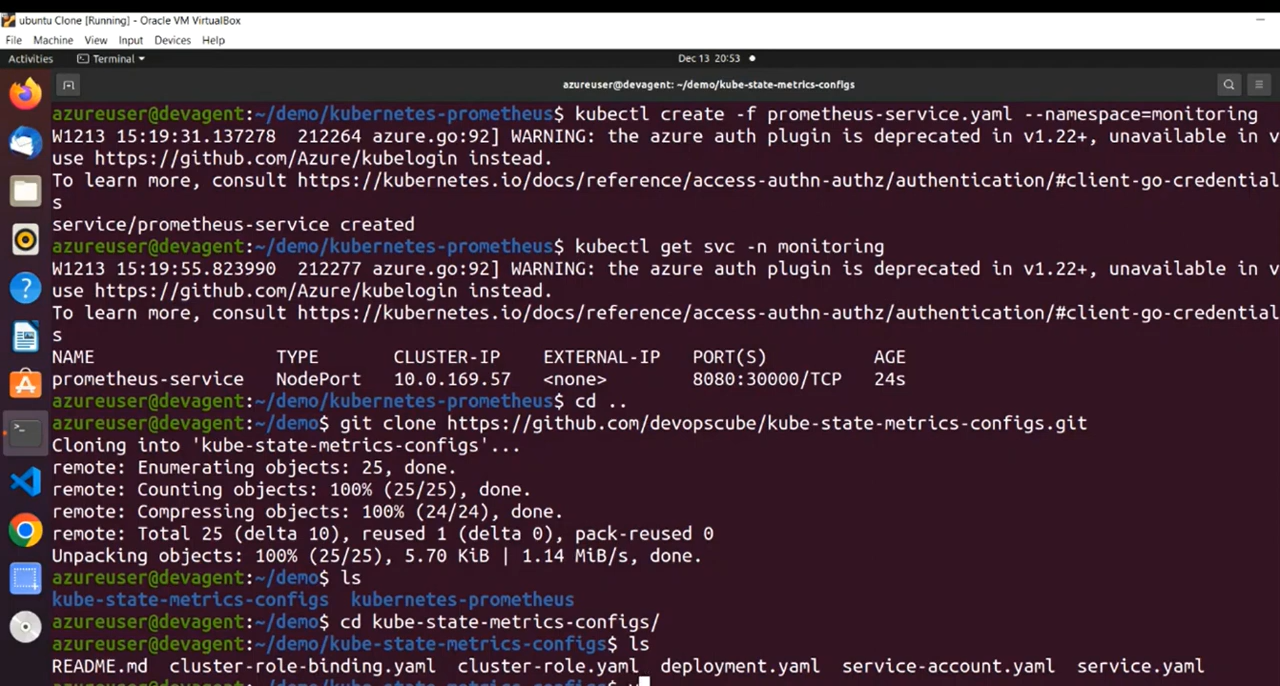 ubuntu Clone [Running] - Oracle VM VirtualBox
File Machine View Input Devices Help
Activities Terminal Dec 13 20:53
azureuser@devagent: ~/demo/kube-state-metrics-configs
azureuser@devagent:~/demo/kubernetes-prometheus$ kubectl create -f prometheus-service.yaml --namespace=monitoring
W1213 15:19:31.137278 212264 azure.go:92] WARNING: the azure auth plugin is deprecated in v1.22+, unavailable in v
use https://github.com/Azure/kubelogin instead.
To learn more, consult https://kubernetes.io/docs/reference/access-authn-authz/authentication/#client-go-credential
s
service/prometheus-service created
azureuser@devagent:~/demo/kubernetes-prometheus$ kubectl get svc -n monitoring
W1213 15:19:55.823990 212277 azure.go:92] WARNING: the azure auth plugin is deprecated in v1.22+, unavailable in v
use https://github.com/Azure/kubelogin instead.
To learn more, consult https://kubernetes.io/docs/reference/access-authn-authz/authentication/#client-go-credential
s
NAME TYPE CLUSTER-IP EXTERNAL-IP PORT(S) AGE
prometheus-service NodePort 10.0.169.57 <none> 8080:30000/TCP 24s
azureuser@devagent:~/demo/kubernetes-prometheus$ cd ..
azureuser@devagent:~/demo$ git clone https://github.com/devopscube/kube-state-metrics-configs.git
Cloning into 'kube-state-metrics-configs'...
remote: Enumerating objects: 25, done.
remote: Counting objects: 100% (25/25), done.
remote: Compressing objects: 100% (24/24), done.
remote: Total 25 (delta 10), reused 1 (delta 0), pack-reused 0
Unpacking objects: 100% (25/25), 5.70 KiB | 1.14 MiB/s, done.
azureuser@devagent:~/demo$ ls
kube-state-metrics-configs kubernetes-prometheus
azureuser@devagent:~/demo$ cd kube-state-metrics-configs/
azureuser@devagent:~/demo/kube-state-metrics-configs$ ls
README.md cluster-role-binding.yaml cluster-role.yaml deployment.yaml service-account.yaml service.yaml
azureuser@devagent:~/demo/kube-state-metrics-configs$